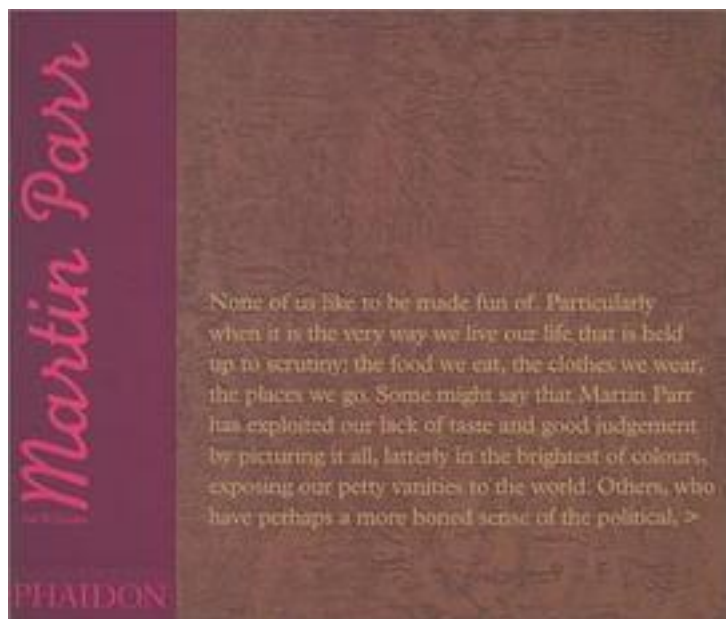 Martin Parr
PHAIDON
None of us like to be made fun of. Particularly
when it is the very way we live our life that is held
up to scrutiny: the food we eat, the clothes we wear,
the places we go. Some might say that Martin Parr
has exploited our lack of taste and good judgement
by picturing it all, latterly in the brightest of colours,
exposing our petty vanities to the world. Others, who
have perhaps a more honed sense of the political, >